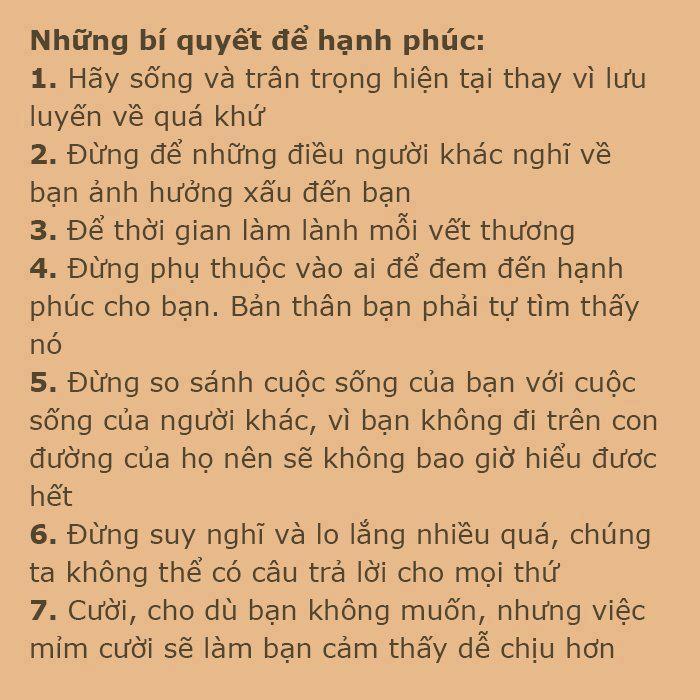 Những bí quyết để hạnh phúc:
1. Hãy sống và trân trọng hiện tại thay vì lưu
luyến về quá khứ
2. Đừng để những điều người khác nghĩ về
bạn ảnh hưởng xấu đến bạn
3. Để thời gian làm lành mỗi vết thương
4. Đừng phụ thuộc vào ai để đem đến hạnh
phúc cho bạn. Bản thân bạn phải tự tìm thấy
nó
5. Đừng so sánh cuộc sống của bạn với cuộc
sống của người khác, vì bạn không đi trên con
đường của họ nên sẽ không bao giờ hiểu đươc
hết
6. Đừng suy nghĩ và lo lắng nhiều quá, chúng
ta không thể có câu trả lời cho mọi thứ
7. Cười, cho dù bạn không muốn, nhưng việc
mỉm cười sẽ làm bạn cảm thấy dễ chịu hơn